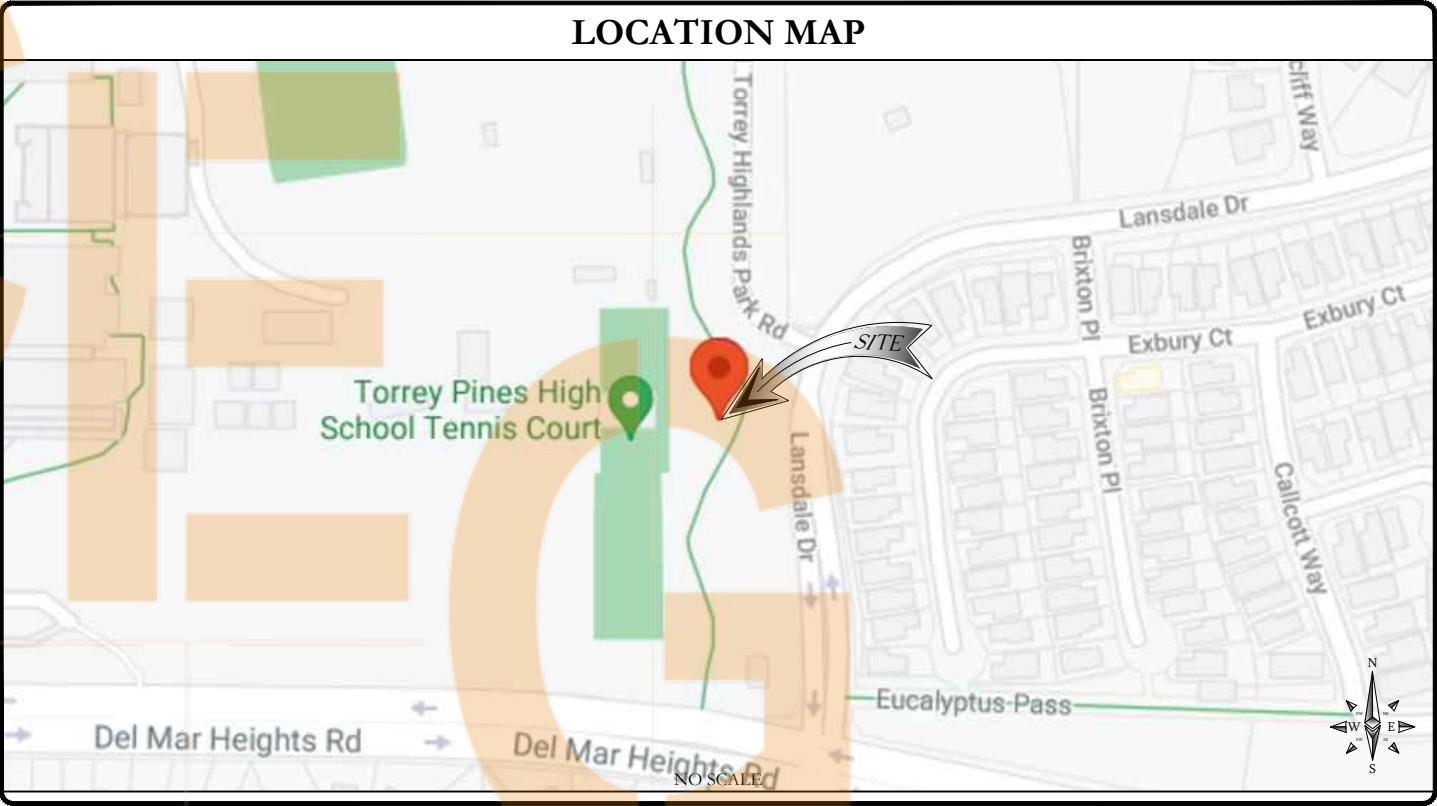 LOCATION MAP
cliff Way
Torrey Highlands Park Rd
Lansdale Dr
Brixton Pl
Exbury Ct
Exbury Ct
SITE
Torrey Pines High
School Tennis Court
Brixton Pl
Lansdale Dr
Callcott Way
Eucalyptus Pass
N
W E
S
Del Mar Heights Rd
Del Mar Heights Rd
NO SCALE
EG